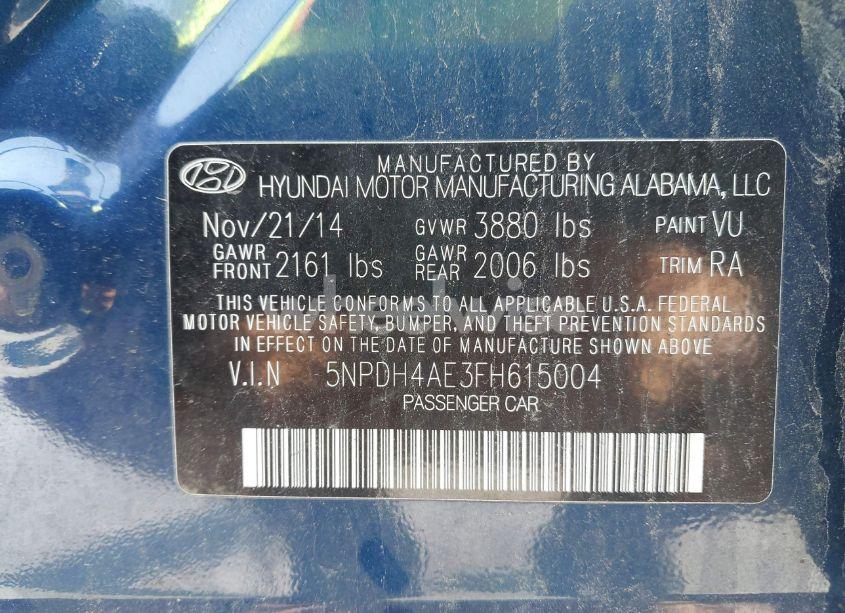 MANUFACTURED BY
HYUNDAI MOTOR MANUFACTURING ALABAMA, LLC
Nov/21/14 GVWR 3880 lbs PAINT VU
GAWR FRONT 2161 lbs GAWR REAR 2006 lbs TRIM RA
THIS VEHICLE CONFORMS TO ALL APPLICABLE U.S.A. FEDERAL
MOTOR VEHICLE SAFETY, BUMPER, AND THEFT PREVENTION STANDARDS
IN EFFECT ON THE DATE OF MANUFACTURE SHOWN ABOVE
V.I.N 5NPDH4AE3FH615004
PASSENGER CAR